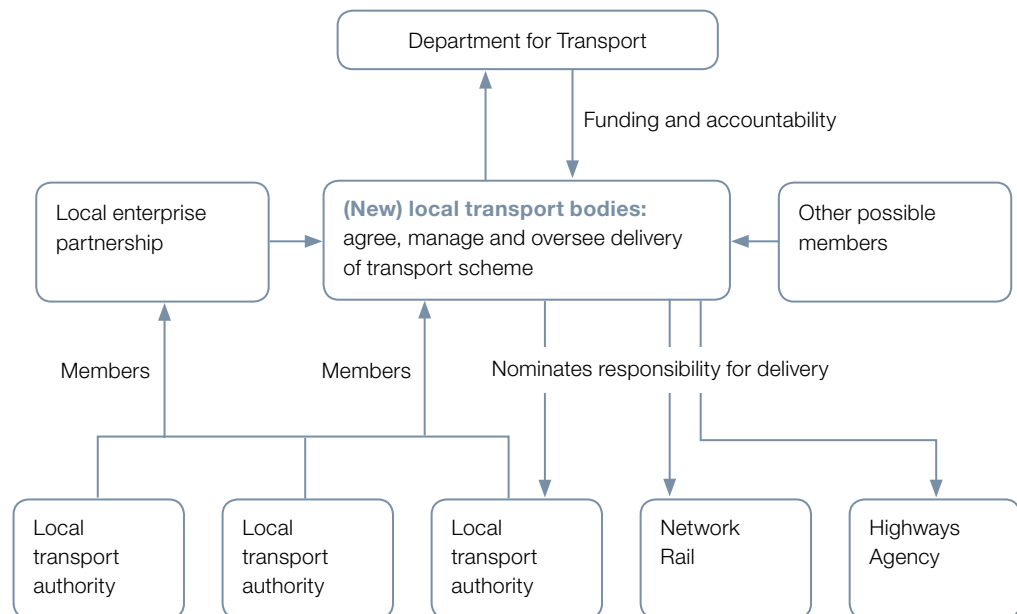 Department for Transport
Funding and accountability
Local enterprise
partnership
(New) local transport bodies:
agree, manage and oversee delivery
of transport scheme
Other possible
members
Members
Members
Nominates responsibility for delivery
Local
transport
authority
Local
transport
authority
Local
transport
authority
Network
Rail
Highways
Agency